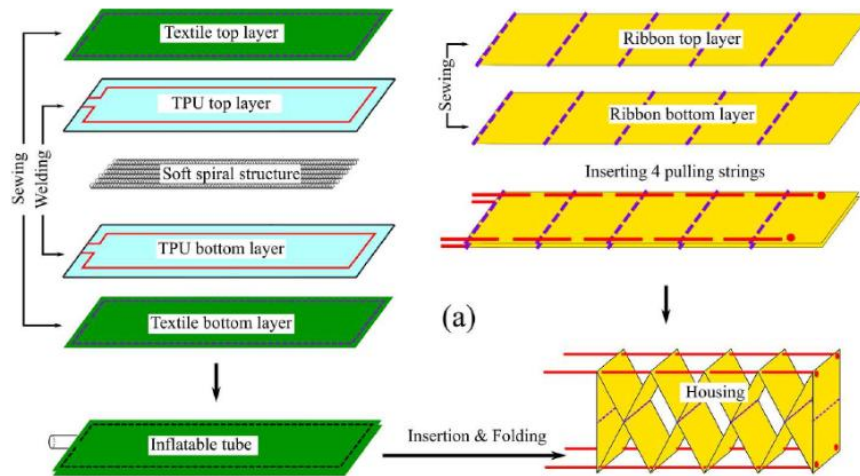 Textile top layer
TPU top layer
Soft spiral structure
TPU bottom layer
Textile bottom layer
Sewing
Welding
Inflatable tube
Ribbon top layer
Ribbon bottom layer
Sewing
Inserting 4 pulling strings
(a)
Insertion & Folding
Housing